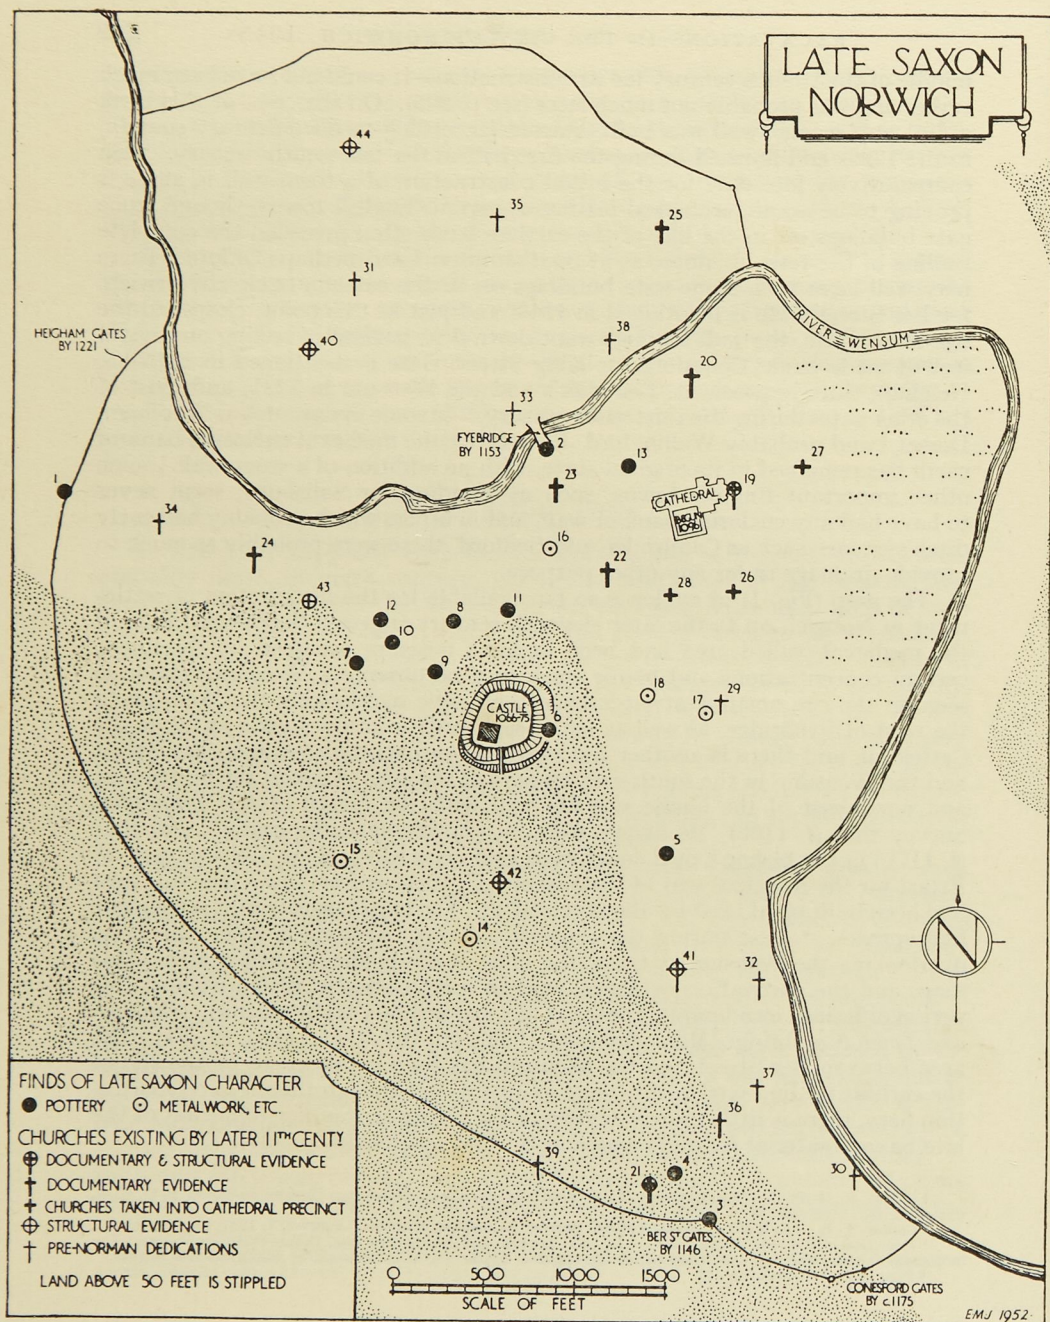 LATE SAXON
NORWICH
44
35
25
31
HEIGHAM GATES
BY 1221
40
38
RIVER WENSUM
20
33
FYEBRIDGE
BY 1153
2
13
27
1
23
CATHEDRAL
BEGUN
1096
19
34
24
16
22
28
26
43
12
8
11
10
7
9
18
17
29
CASTLE
1066-75
6
5
15
42
14
41
32
37
36
39
21
4
30
3
BER ST GATES
BY 1146
CONESFORD GATES
BY c.1175
FINDS OF LATE SAXON CHARACTER
POTTERY METALWORK, ETC.
CHURCHES EXISTING BY LATER 11TH CENTY
DOCUMENTARY & STRUCTURAL EVIDENCE
DOCUMENTARY EVIDENCE
CHURCHES TAKEN INTO CATHEDRAL PRECINCT
STRUCTURAL EVIDENCE
PRE-NORMAN DEDICATIONS
LAND ABOVE 50 FEET IS STIPPLED
0 500 1000 1500
SCALE OF FEET
N
EMJ 1952